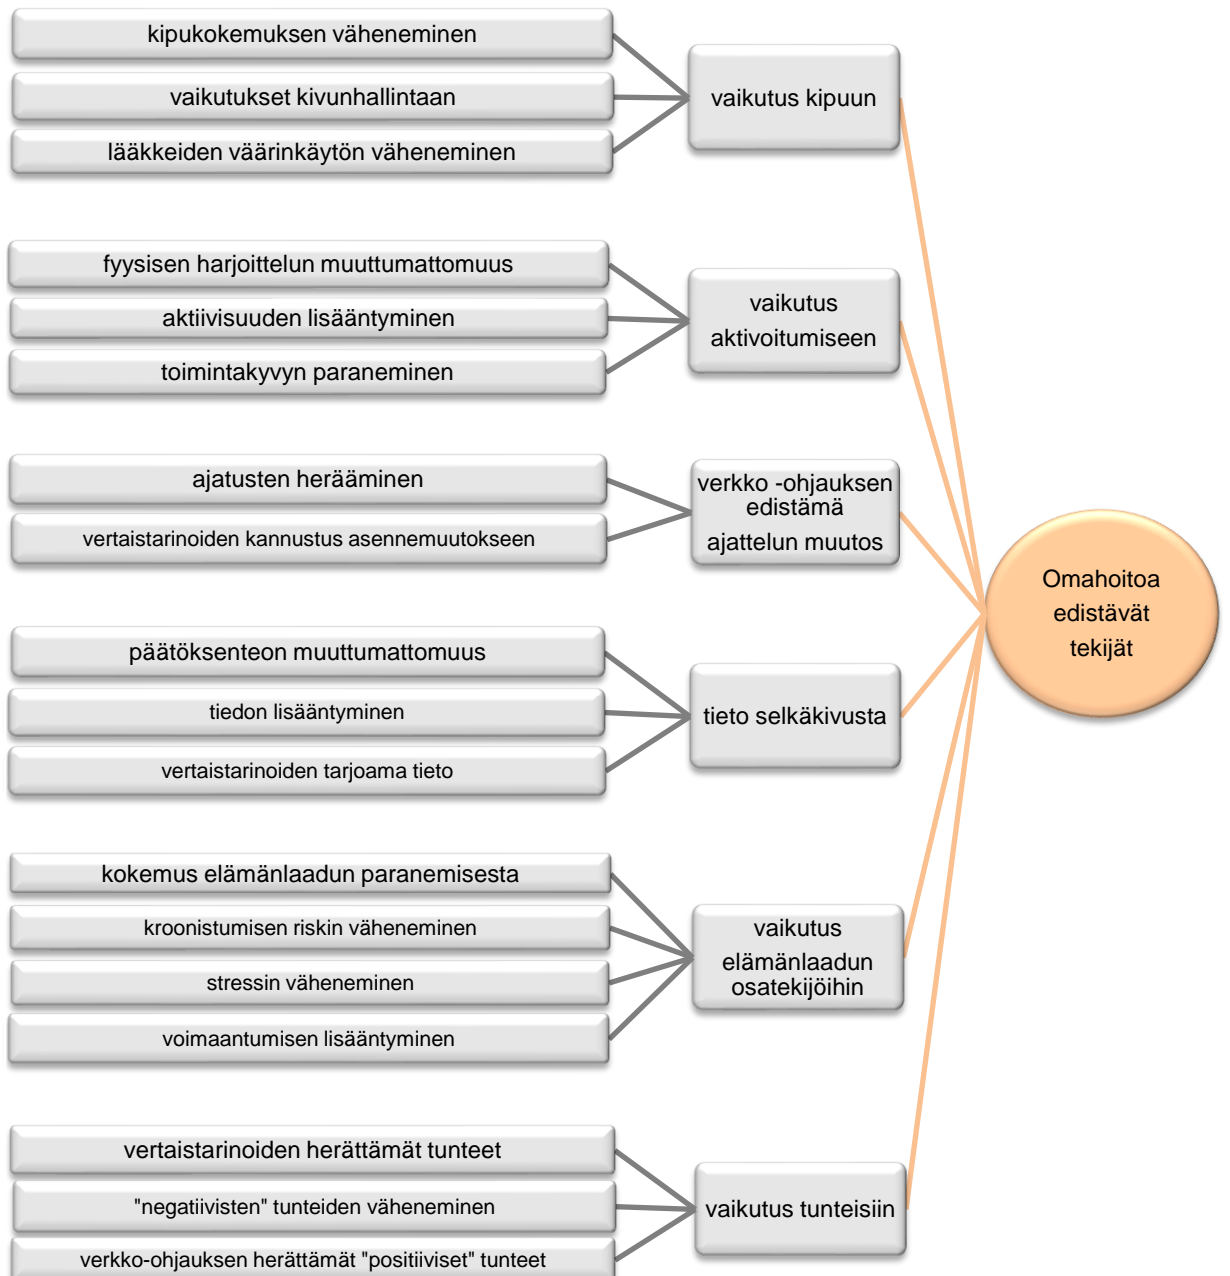 kipukokemuksen väheneminen
vaikutukset kivunhallintaan
lääkkeiden väärinkäytön väheneminen
vaikutus kipuun
fyysisen harjoittelun muuttumattomuus
aktiivisuuden lisääntyminen
toimintakyvyn paraneminen
vaikutus
aktivoitumiseen
ajatusten herääminen
vertaistarinoiden kannustus asennemuutokseen
verkko -ohjauksen
edistämä
ajattelun muutos
päätöksenteon muuttumattomuus
tiedon lisääntyminen
vertaistarinoiden tarjoama tieto
tieto selkäkivusta
kokemus elämänlaadun paranemisesta
kroonistumisen riskin väheneminen
stressin väheneminen
voimaantumisen lisääntyminen
vaikutus
elämänlaadun
osatekijöihin
vertaistarinoiden herättämät tunteet
"negatiivisten" tunteiden väheneminen
verkko-ohjauksen herättämät "positiiviset" tunteet
vaikutus tunteisiin
Omahoitoa
edistävät
tekijät